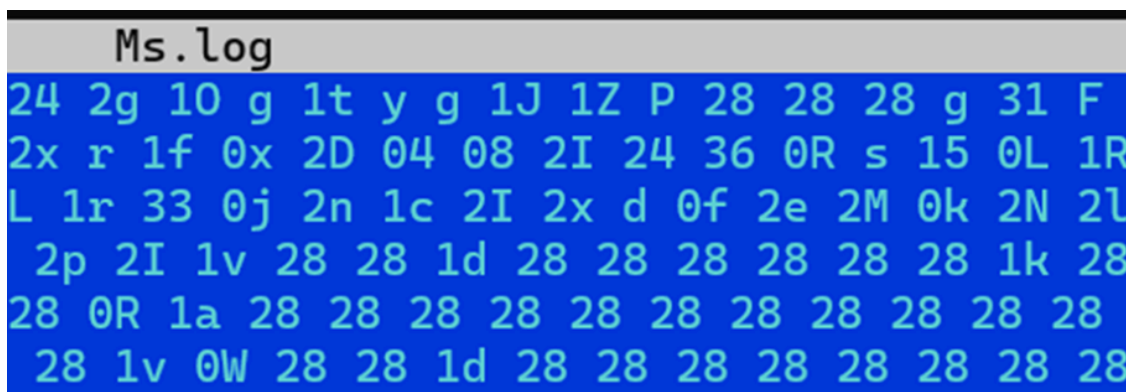 Ms.log
24 2g 1O g 1t y g 1J 1Z P 28 28 28 g 31 F
2x r 1f 0x 2D 04 08 2I 24 36 0R s 15 0L 1R
L 1r 33 0j 2n 1c 2I 2x d 0f 2e 2M 0k 2N 2l
2p 2I 1v 28 28 1d 28 28 28 28 28 28 1k 28
28 0R 1a 28 28 28 28 28 28 28 28 28 28 28
28 1v 0W 28 28 1d 28 28 28 28 28 28 28 28